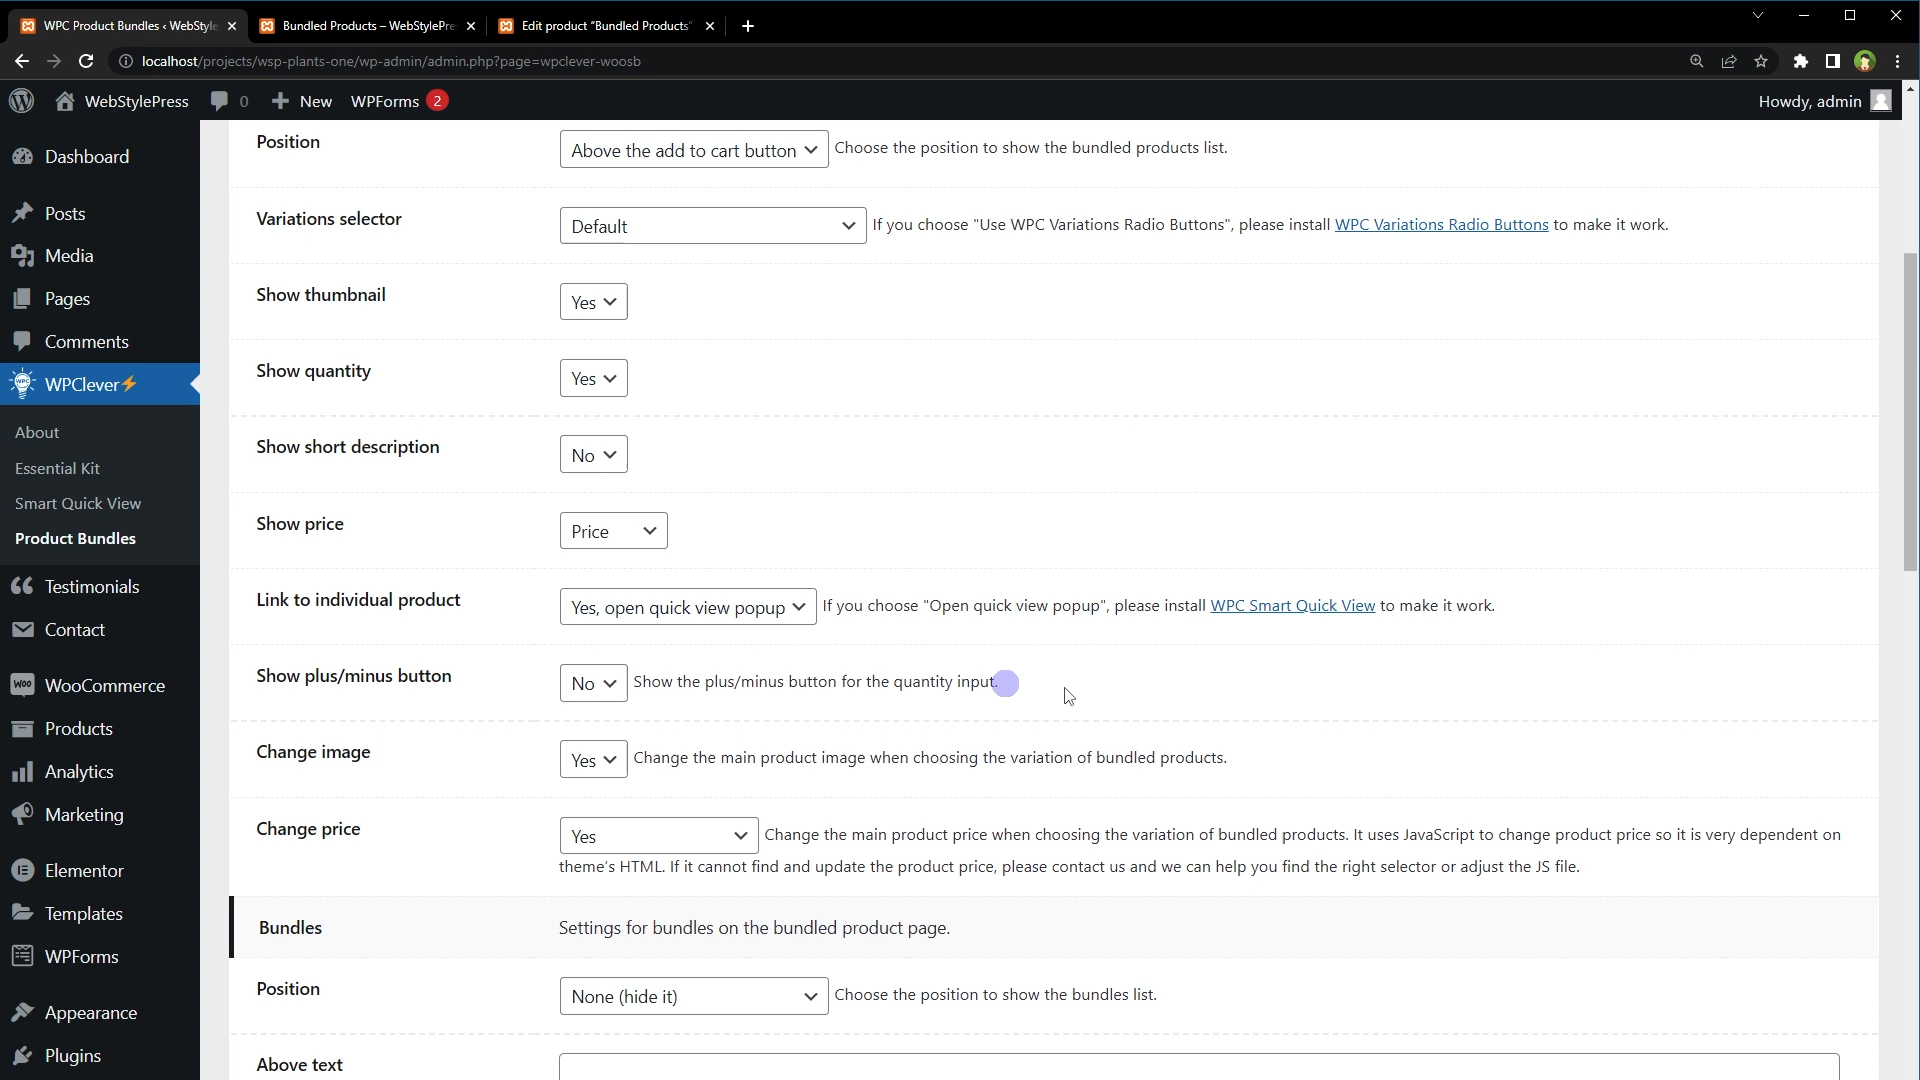 WPC Product Bundles ‹ WebStyle
Bundled Products – WebStylePre
Edit product “Bundled Products”
localhost/projects/wsp-plants-one/wp-admin/admin.php?page=wpclever-woosb
WebStylePress
0
New
WPForms
2
Howdy, admin
Dashboard
Posts
Media
Pages
Comments
WPClever⚡
About
Essential Kit
Smart Quick View
Product Bundles
Testimonials
Contact
WooCommerce
Products
Analytics
Marketing
Elementor
Templates
WPForms
Appearance
Plugins
Position
Above the add to cart button
Choose the position to show the bundled products list.
Variations selector
Default
If you choose "Use WPC Variations Radio Buttons", please install WPC Variations Radio Buttons to make it work.
Show thumbnail
Yes
Show quantity
Yes
Show short description
No
Show price
Price
Link to individual product
Yes, open quick view popup
If you choose "Open quick view popup", please install WPC Smart Quick View to make it work.
Show plus/minus button
No
Show the plus/minus button for the quantity input.
Change image
Yes
Change the main product image when choosing the variation of bundled products.
Change price
Yes
Change the main product price when choosing the variation of bundled products. It uses JavaScript to change product price so it is very dependent on
theme's HTML. If it cannot find and update the product price, please contact us and we can help you find the right selector or adjust the JS file.
Bundles
Settings for bundles on the bundled product page.
Position
None (hide it)
Choose the position to show the bundles list.
Above text